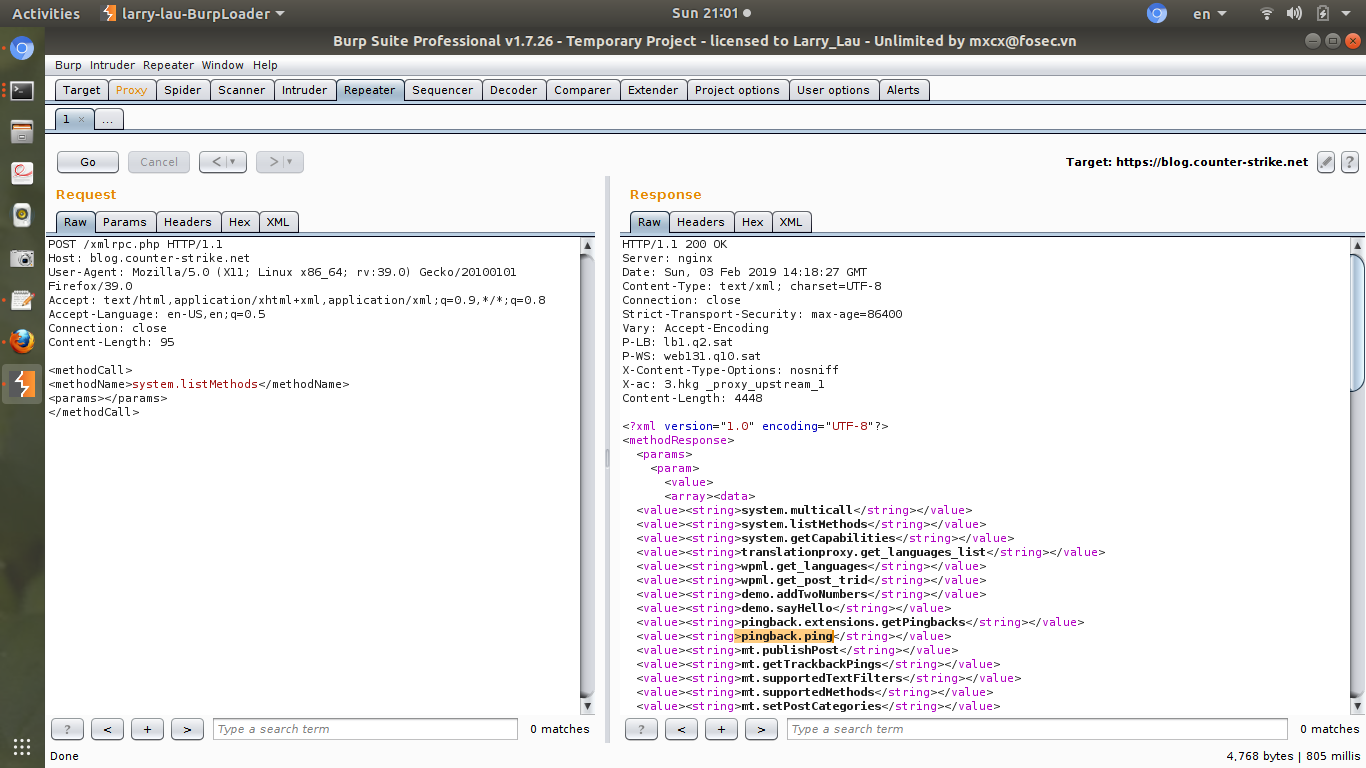 Activities larry-lau-BurpLoader Sun 21:01 en
Burp Suite Professional v1.7.26 - Temporary Project - licensed to Larry_Lau - Unlimited by mxcx@fosec.vn
Burp Intruder Repeater Window Help
Target Proxy Spider Scanner Intruder Repeater Sequencer Decoder Comparer Extender Project options User options Alerts
1 × ...
Go Cancel < | ▾ > | ▾ Target: https://blog.counter-strike.net ?
Request
Raw Params Headers Hex XML
POST /xmlrpc.php HTTP/1.1
Host: blog.counter-strike.net
User-Agent: Mozilla/5.0 (X11; Linux x86_64; rv:39.0) Gecko/20100101
Firefox/39.0
Accept: text/html,application/xhtml+xml,application/xml;q=0.9,*/*;q=0.8
Accept-Language: en-US,en;q=0.5
Connection: close
Content-Length: 95
<methodCall>
<methodName>system.listMethods</methodName>
<params></params>
</methodCall>
? < + > Type a search term 0 matches
Response
Raw Headers Hex XML
HTTP/1.1 200 OK
Server: nginx
Date: Sun, 03 Feb 2019 14:18:27 GMT
Content-Type: text/xml; charset=UTF-8
Connection: close
Strict-Transport-Security: max-age=86400
Vary: Accept-Encoding
P-LB: lb1.q2.sat
P-WS: web131.q10.sat
X-Content-Type-Options: nosniff
X-ac: 3.hkg _proxy_upstream_1
Content-Length: 4448
<?xml version="1.0" encoding="UTF-8"?>
<methodResponse>
<params>
<param>
<value>
<array><data>
<value><string>system.multicall</string></value>
<value><string>system.listMethods</string></value>
<value><string>system.getCapabilities</string></value>
<value><string>translationproxy.get_languages_list</string></value>
<value><string>wpml.get_languages</string></value>
<value><string>wpml.get_post_trid</string></value>
<value><string>demo.addTwoNumbers</string></value>
<value><string>demo.sayHello</string></value>
<value><string>pingback.extensions.getPingbacks</string></value>
<value><string>pingback.ping</string></value>
<value><string>mt.publishPost</string></value>
<value><string>mt.getTrackbackPings</string></value>
<value><string>mt.supportedTextFilters</string></value>
<value><string>mt.supportedMethods</string></value>
<value><string>mt.setPostCategories</string></value>
? < + > Type a search term 0 matches
Done 4,768 bytes | 805 millis